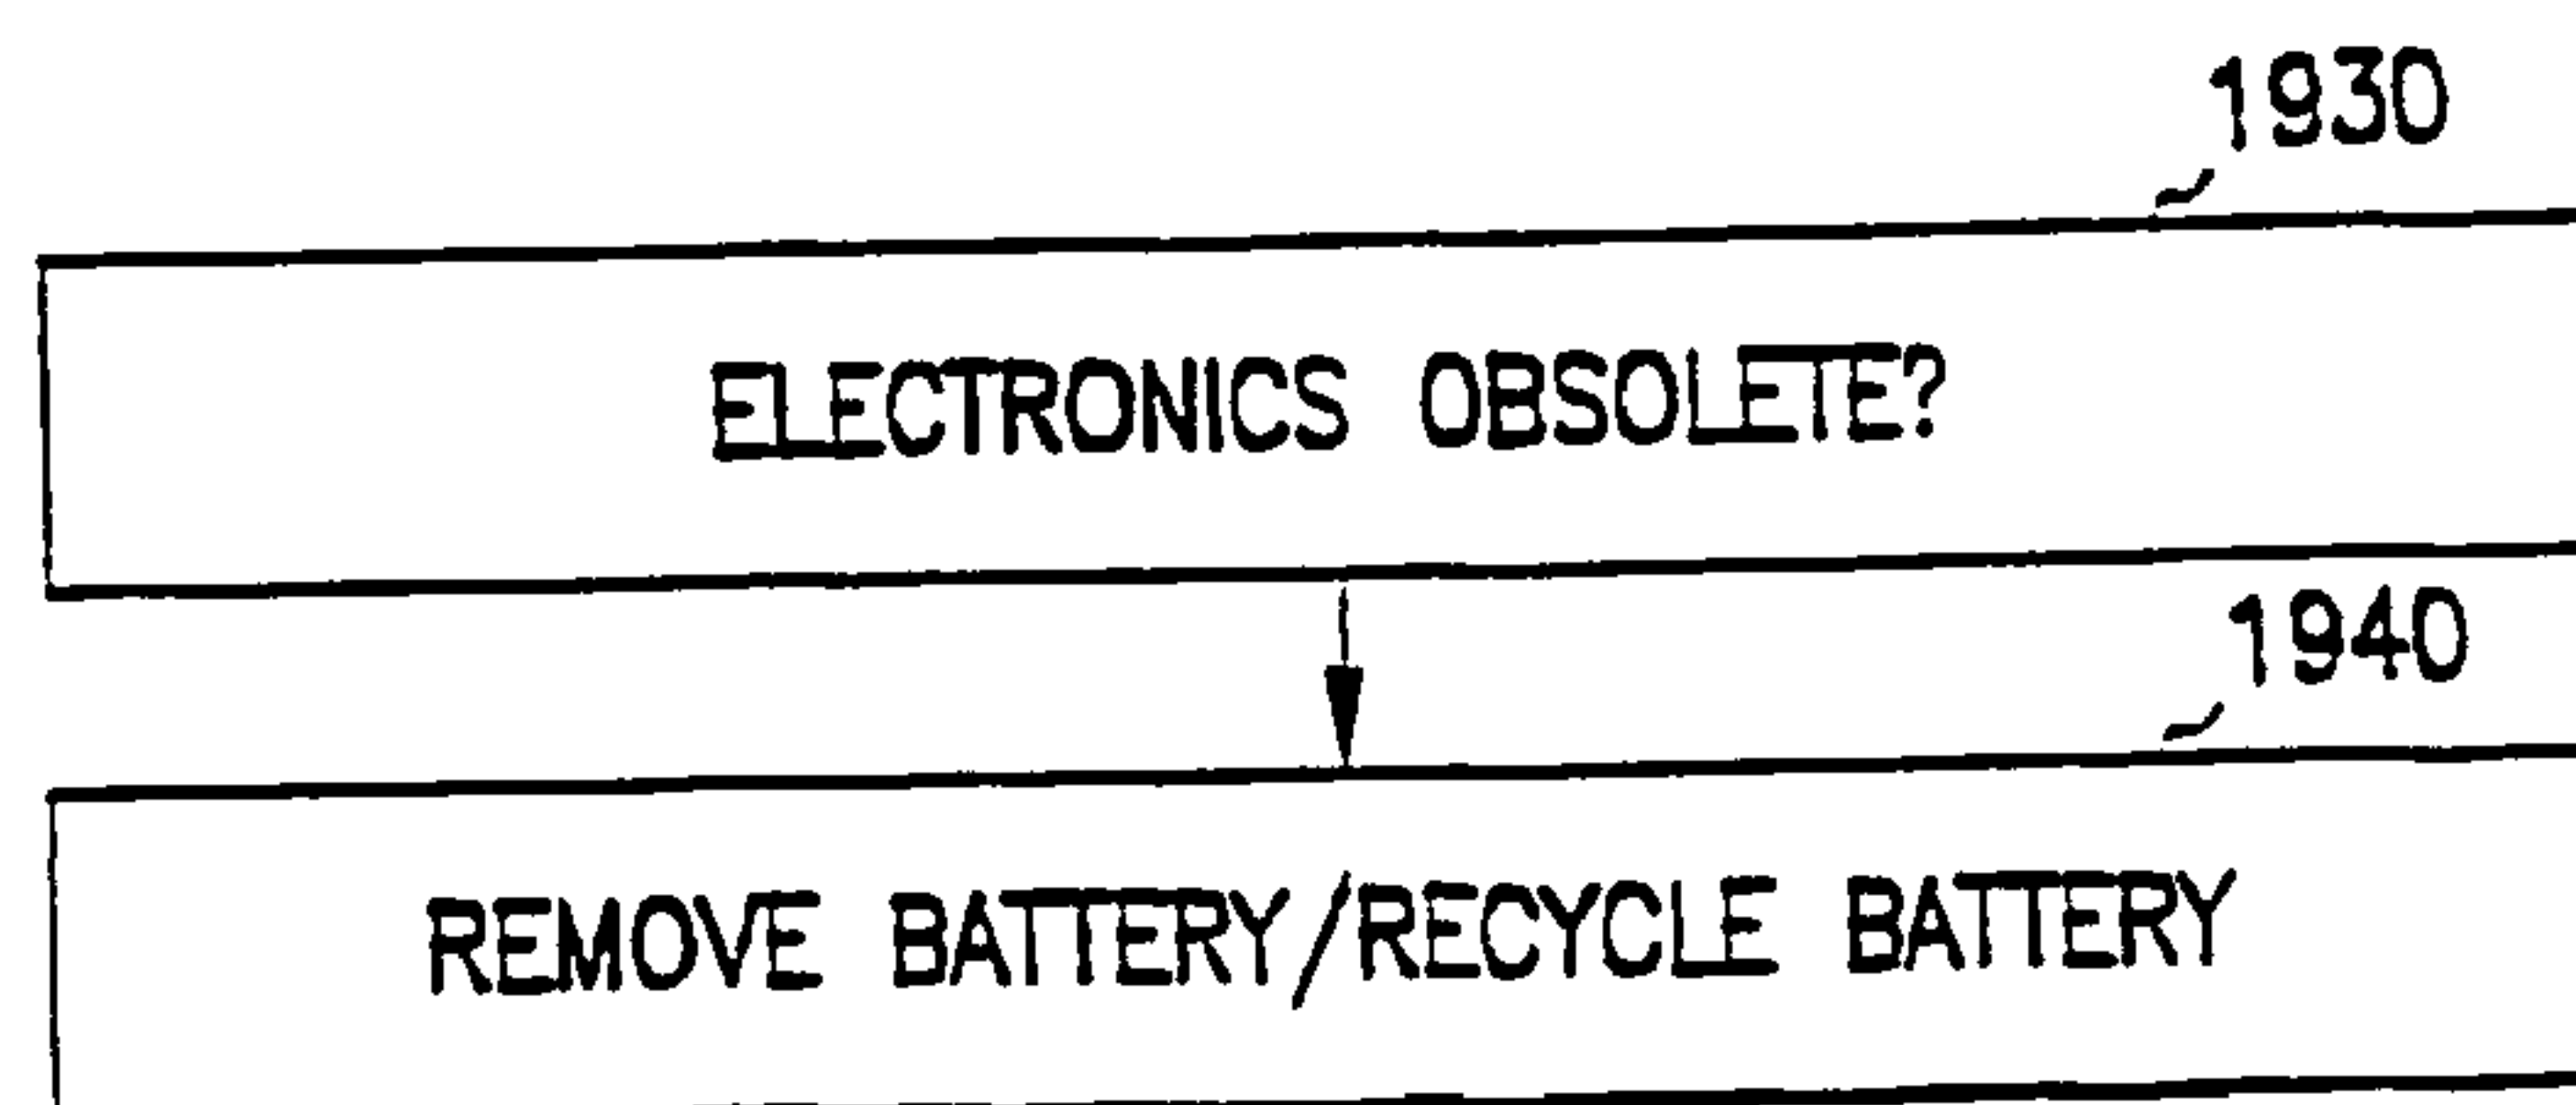 1930
ELECTRONICS OBSOLETE?
1940
REMOVE BATTERY/RECYCLE BATTERY